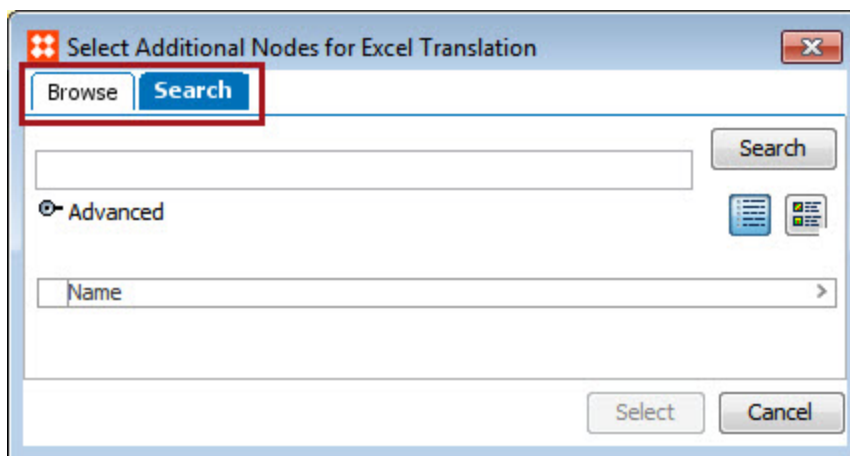 Select Additional Nodes for Excel Translation
Browse Search
Search
Advanced
Name
Select Cancel